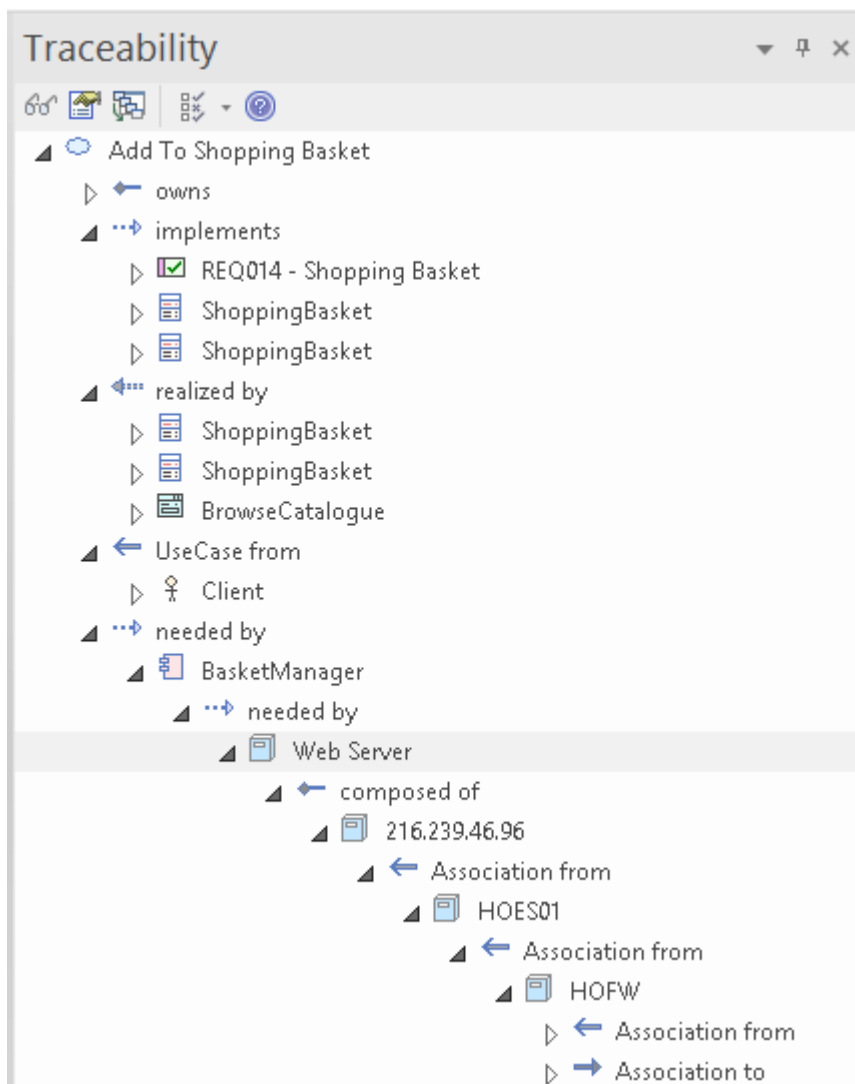 Traceability
Add To Shopping Basket
owns
implements
REQ014 - Shopping Basket
ShoppingBasket
ShoppingBasket
realized by
ShoppingBasket
ShoppingBasket
BrowseCatalogue
UseCase from
Client
needed by
BasketManager
needed by
Web Server
composed of
216.239.46.96
Association from
HOES01
Association from
HOFW
Association from
Association to